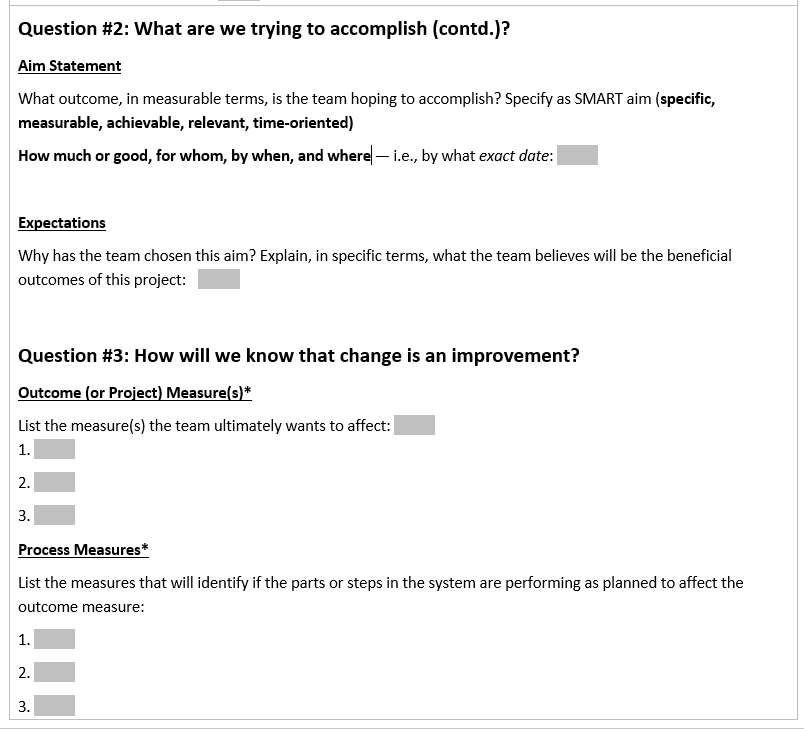 Question #2: What are we trying to accomplish (contd.)?
Aim Statement
What outcome, in measurable terms, is the team hoping to accomplish? Specify as SMART aim (specific,
measurable, achievable, relevant, time-oriented)
How much or good, for whom, by when, and where — i.e., by what exact date:
Expectations
Why has the team chosen this aim? Explain, in specific terms, what the team believes will be the beneficial
outcomes of this project:
Question #3: How will we know that change is an improvement?
Outcome (or Project) Measure(s)*
List the measure(s) the team ultimately wants to affect:
1.
2.
3.
Process Measures*
List the measures that will identify if the parts or steps in the system are performing as planned to affect the
outcome measure:
1.
2.
3.